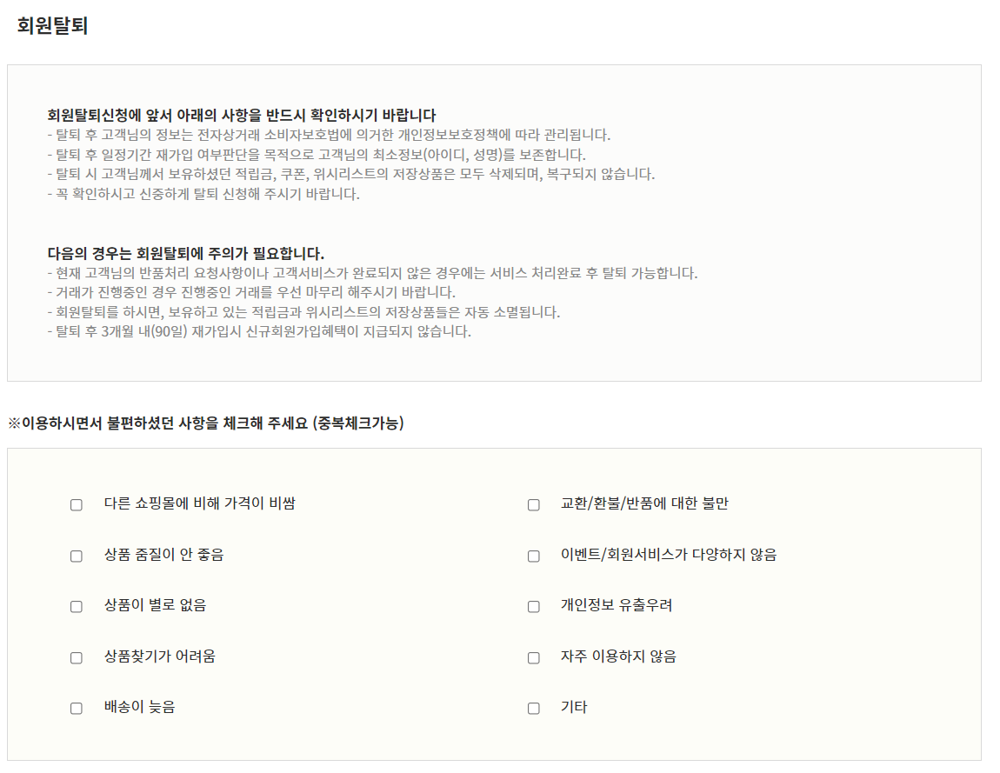 회원탈퇴
회원탈퇴신청에 앞서 아래의 사항을 반드시 확인하시기 바랍니다
- 탈퇴 후 고객님의 정보는 전자상거래 소비자보호법에 의거한 개인정보보호정책에 따라 관리됩니다.
- 탈퇴 후 일정기간 재가입 여부판단을 목적으로 고객님의 최소정보(아이디, 성명)를 보존합니다.
- 탈퇴 시 고객님께서 보유하셨던 적립금, 쿠폰, 위시리스트의 저장상품은 모두 삭제되며, 복구되지 않습니다.
- 꼭 확인하시고 신중하게 탈퇴 신청해 주시기 바랍니다.
다음의 경우는 회원탈퇴에 주의가 필요합니다.
- 현재 고객님의 반품처리 요청사항이나 고객서비스가 완료되지 않은 경우에는 서비스 처리완료 후 탈퇴 가능합니다.
- 거래가 진행중인 경우 진행중인 거래를 우선 마무리 해주시기 바랍니다.
- 회원탈퇴를 하시면, 보유하고 있는 적립금과 위시리스트의 저장상품들은 자동 소멸됩니다.
- 탈퇴 후 3개월 내(90일) 재가입시 신규회원가입혜택이 지급되지 않습니다.
※이용하시면서 불편하셨던 사항을 체크해 주세요 (중복체크가능)
다른 쇼핑몰에 비해 가격이 비쌈
교환/환불/반품에 대한 불만
상품 줌질이 안 좋음
이벤트/회원서비스가 다양하지 않음
상품이 별로 없음
개인정보 유출우려
상품찾기가 어려움
자주 이용하지 않음
배송이 늦음
기타